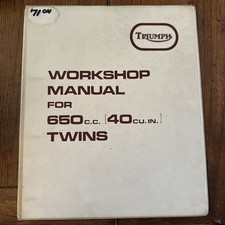 '71 ON
TRIUMPH
WORKSHOP
MANUAL
FOR
650 C.C. [40 CU.IN.]
TWINS